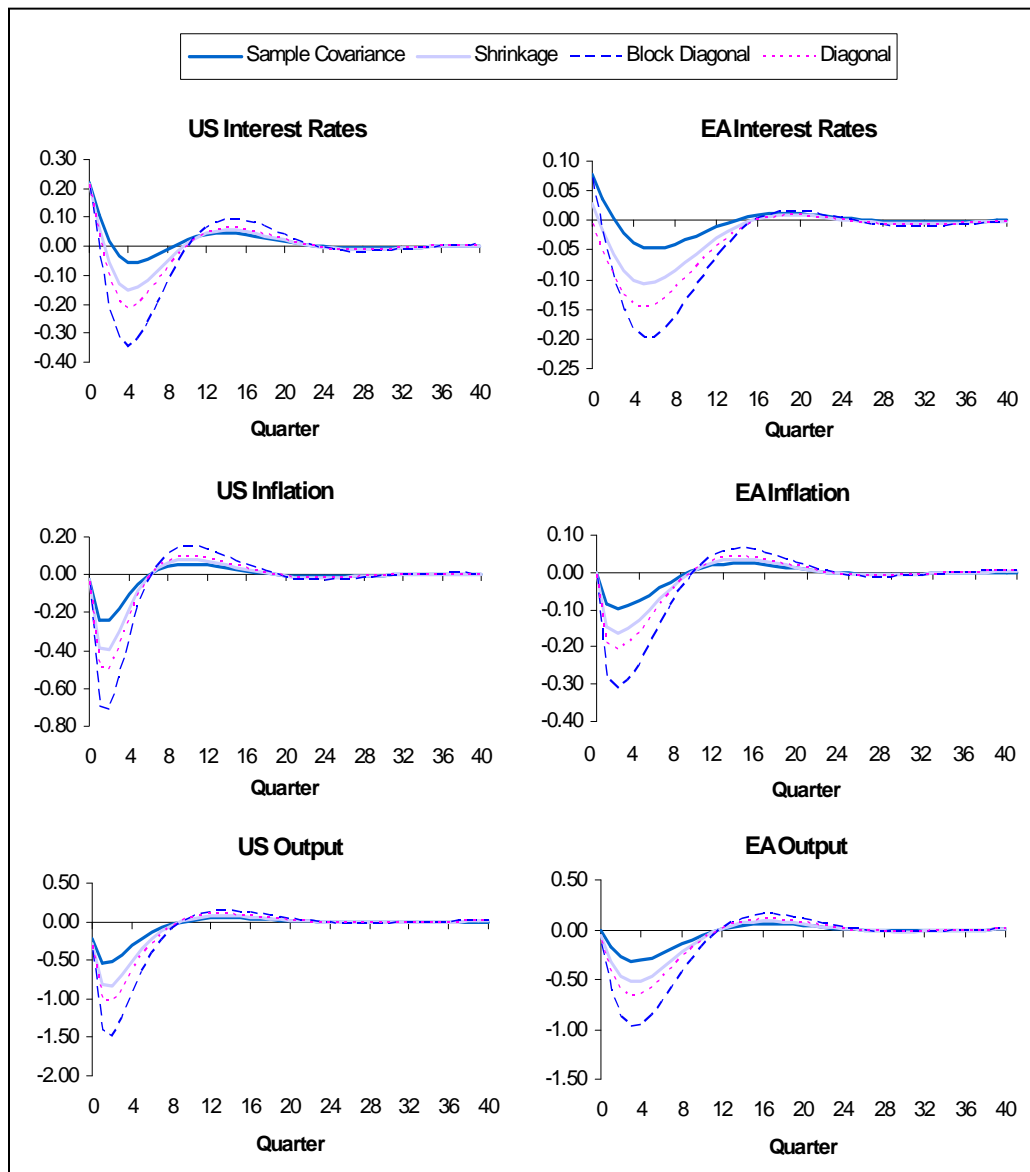 Sample Covariance Shrinkage Block Diagonal Diagonal
US Interest Rates
0.30
0.20
0.10
0.00
-0.10
-0.20
-0.30
-0.40
0 4 8 12 16 20 24 28 32 36 40
Quarter
EA Interest Rates
0.10
0.05
0.00
-0.05
-0.10
-0.15
-0.20
-0.25
0 4 8 12 16 20 24 28 32 36 40
Quarter
US Inflation
0.20
0.00
-0.20
-0.40
-0.60
-0.80
0 4 8 12 16 20 24 28 32 36 40
Quarter
EA Inflation
0.10
0.00
-0.10
-0.20
-0.30
-0.40
0 4 8 12 16 20 24 28 32 36 40
Quarter
US Output
0.50
0.00
-0.50
-1.00
-1.50
-2.00
0 4 8 12 16 20 24 28 32 36 40
Quarter
EA Output
0.50
0.00
-0.50
-1.00
-1.50
0 4 8 12 16 20 24 28 32 36 40
Quarter